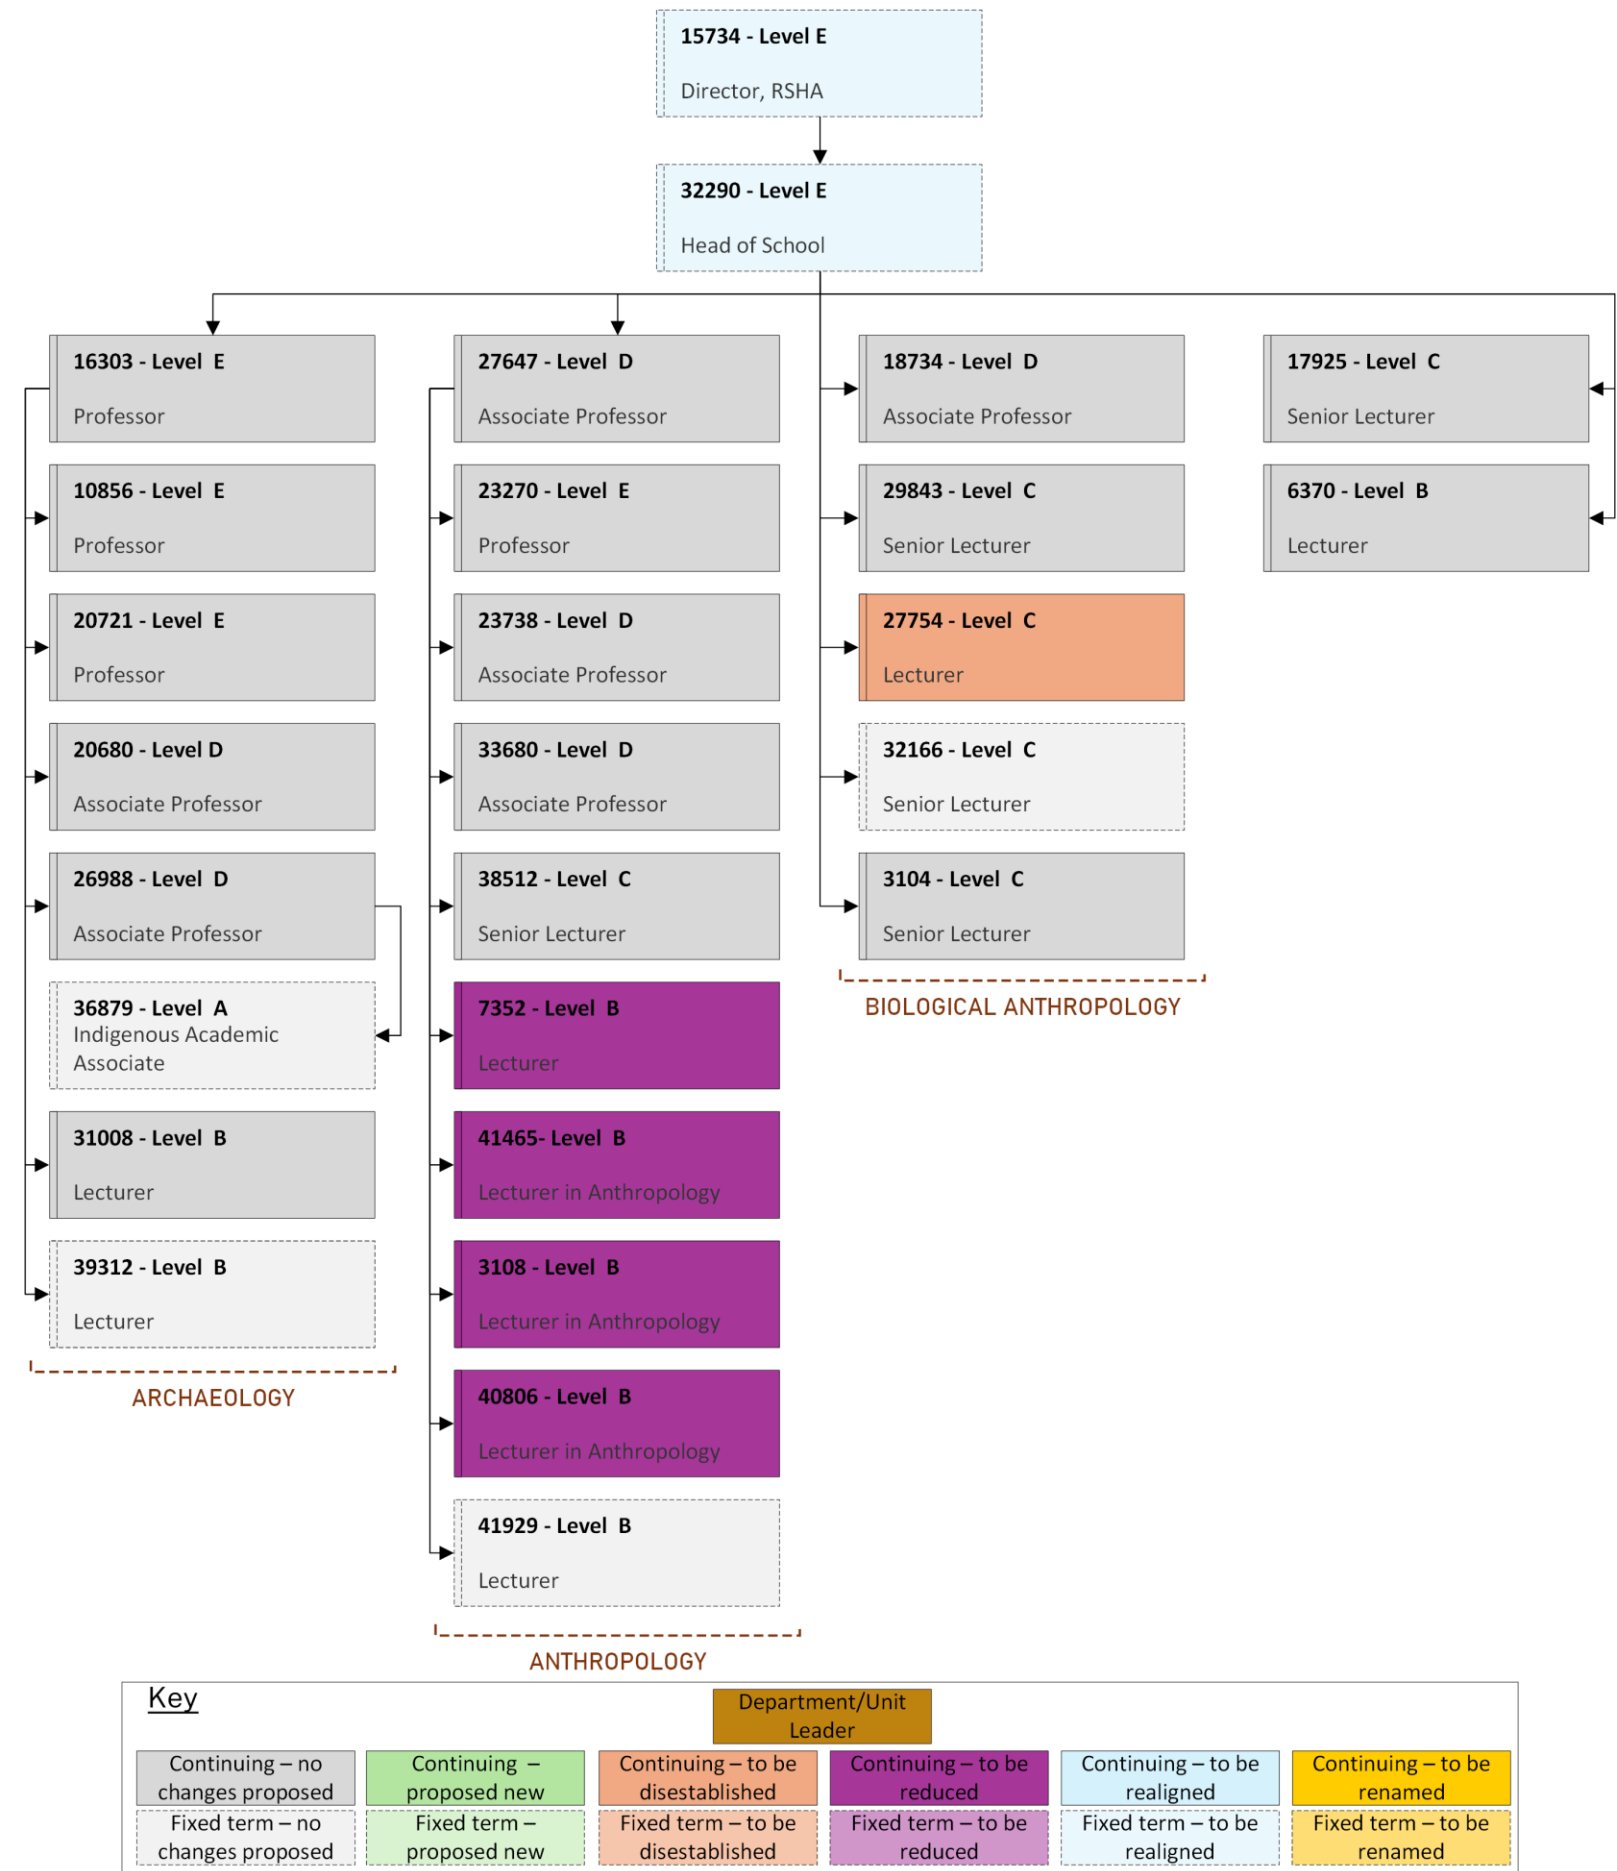 15734 - Level E
Director, RSHA
32290 - Level E
Head of School
16303 - Level E
Professor
10856 - Level E
Professor
20721 - Level E
Professor
20680 - Level D
Associate Professor
26988 - Level D
Associate Professor
36879 - Level A
Indigenous Academic
Associate
31008 - Level B
Lecturer
39312 - Level B
Lecturer
ARCHAEOLOGY
27647 - Level D
Associate Professor
23270 - Level E
Professor
23738 - Level D
Associate Professor
33680 - Level D
Associate Professor
38512 - Level C
Senior Lecturer
7352 - Level B
Lecturer
41465- Level B
Lecturer in Anthropology
3108 - Level B
Lecturer in Anthropology
40806 - Level B
Lecturer in Anthropology
41929 - Level B
Lecturer
ANTHROPOLOGY
18734 - Level D
Associate Professor
29843 - Level C
Senior Lecturer
27754 - Level C
Lecturer
32166 - Level C
Senior Lecturer
3104 - Level C
Senior Lecturer
BIOLOGICAL ANTHROPOLOGY
17925 - Level C
Senior Lecturer
6370 - Level B
Lecturer
Key
Department/Unit
Leader
Continuing – no
changes proposed
Continuing –
proposed new
Continuing – to be
disestablished
Continuing – to be
reduced
Continuing – to be
realigned
Continuing – to be
renamed
Fixed term – no
changes proposed
Fixed term –
proposed new
Fixed term – to be
disestablished
Fixed term – to be
reduced
Fixed term – to be
realigned
Fixed term – to be
renamed